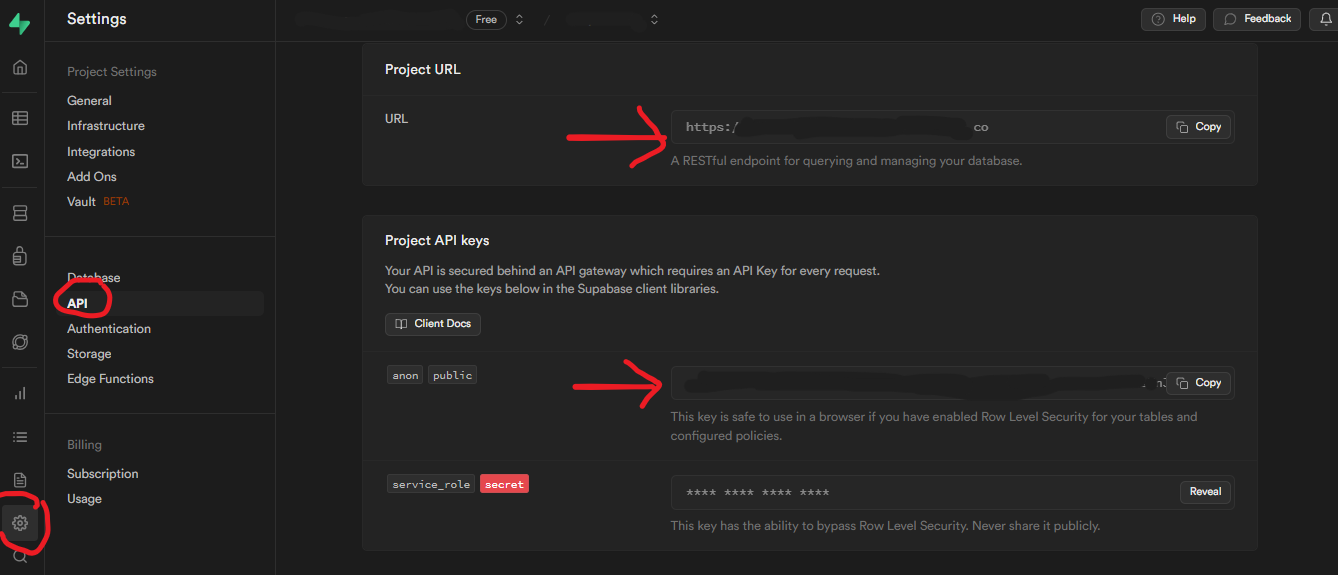 Settings
Free
Help
Feedback
Project Settings
General
Infrastructure
Integrations
Add Ons
Vault BETA
Database
API
Authentication
Storage
Edge Functions
Billing
Subscription
Usage
Project URL
URL
https:/ co
Copy
A RESTful endpoint for querying and managing your database.
Project API keys
Your API is secured behind an API gateway which requires an API Key for every request.
You can use the keys below in the Supabase client libraries.
Client Docs
anon public
Copy
This key is safe to use in a browser if you have enabled Row Level Security for your tables and
configured policies.
service_role secret
**** **** **** ****
Reveal
This key has the ability to bypass Row Level Security. Never share it publicly.